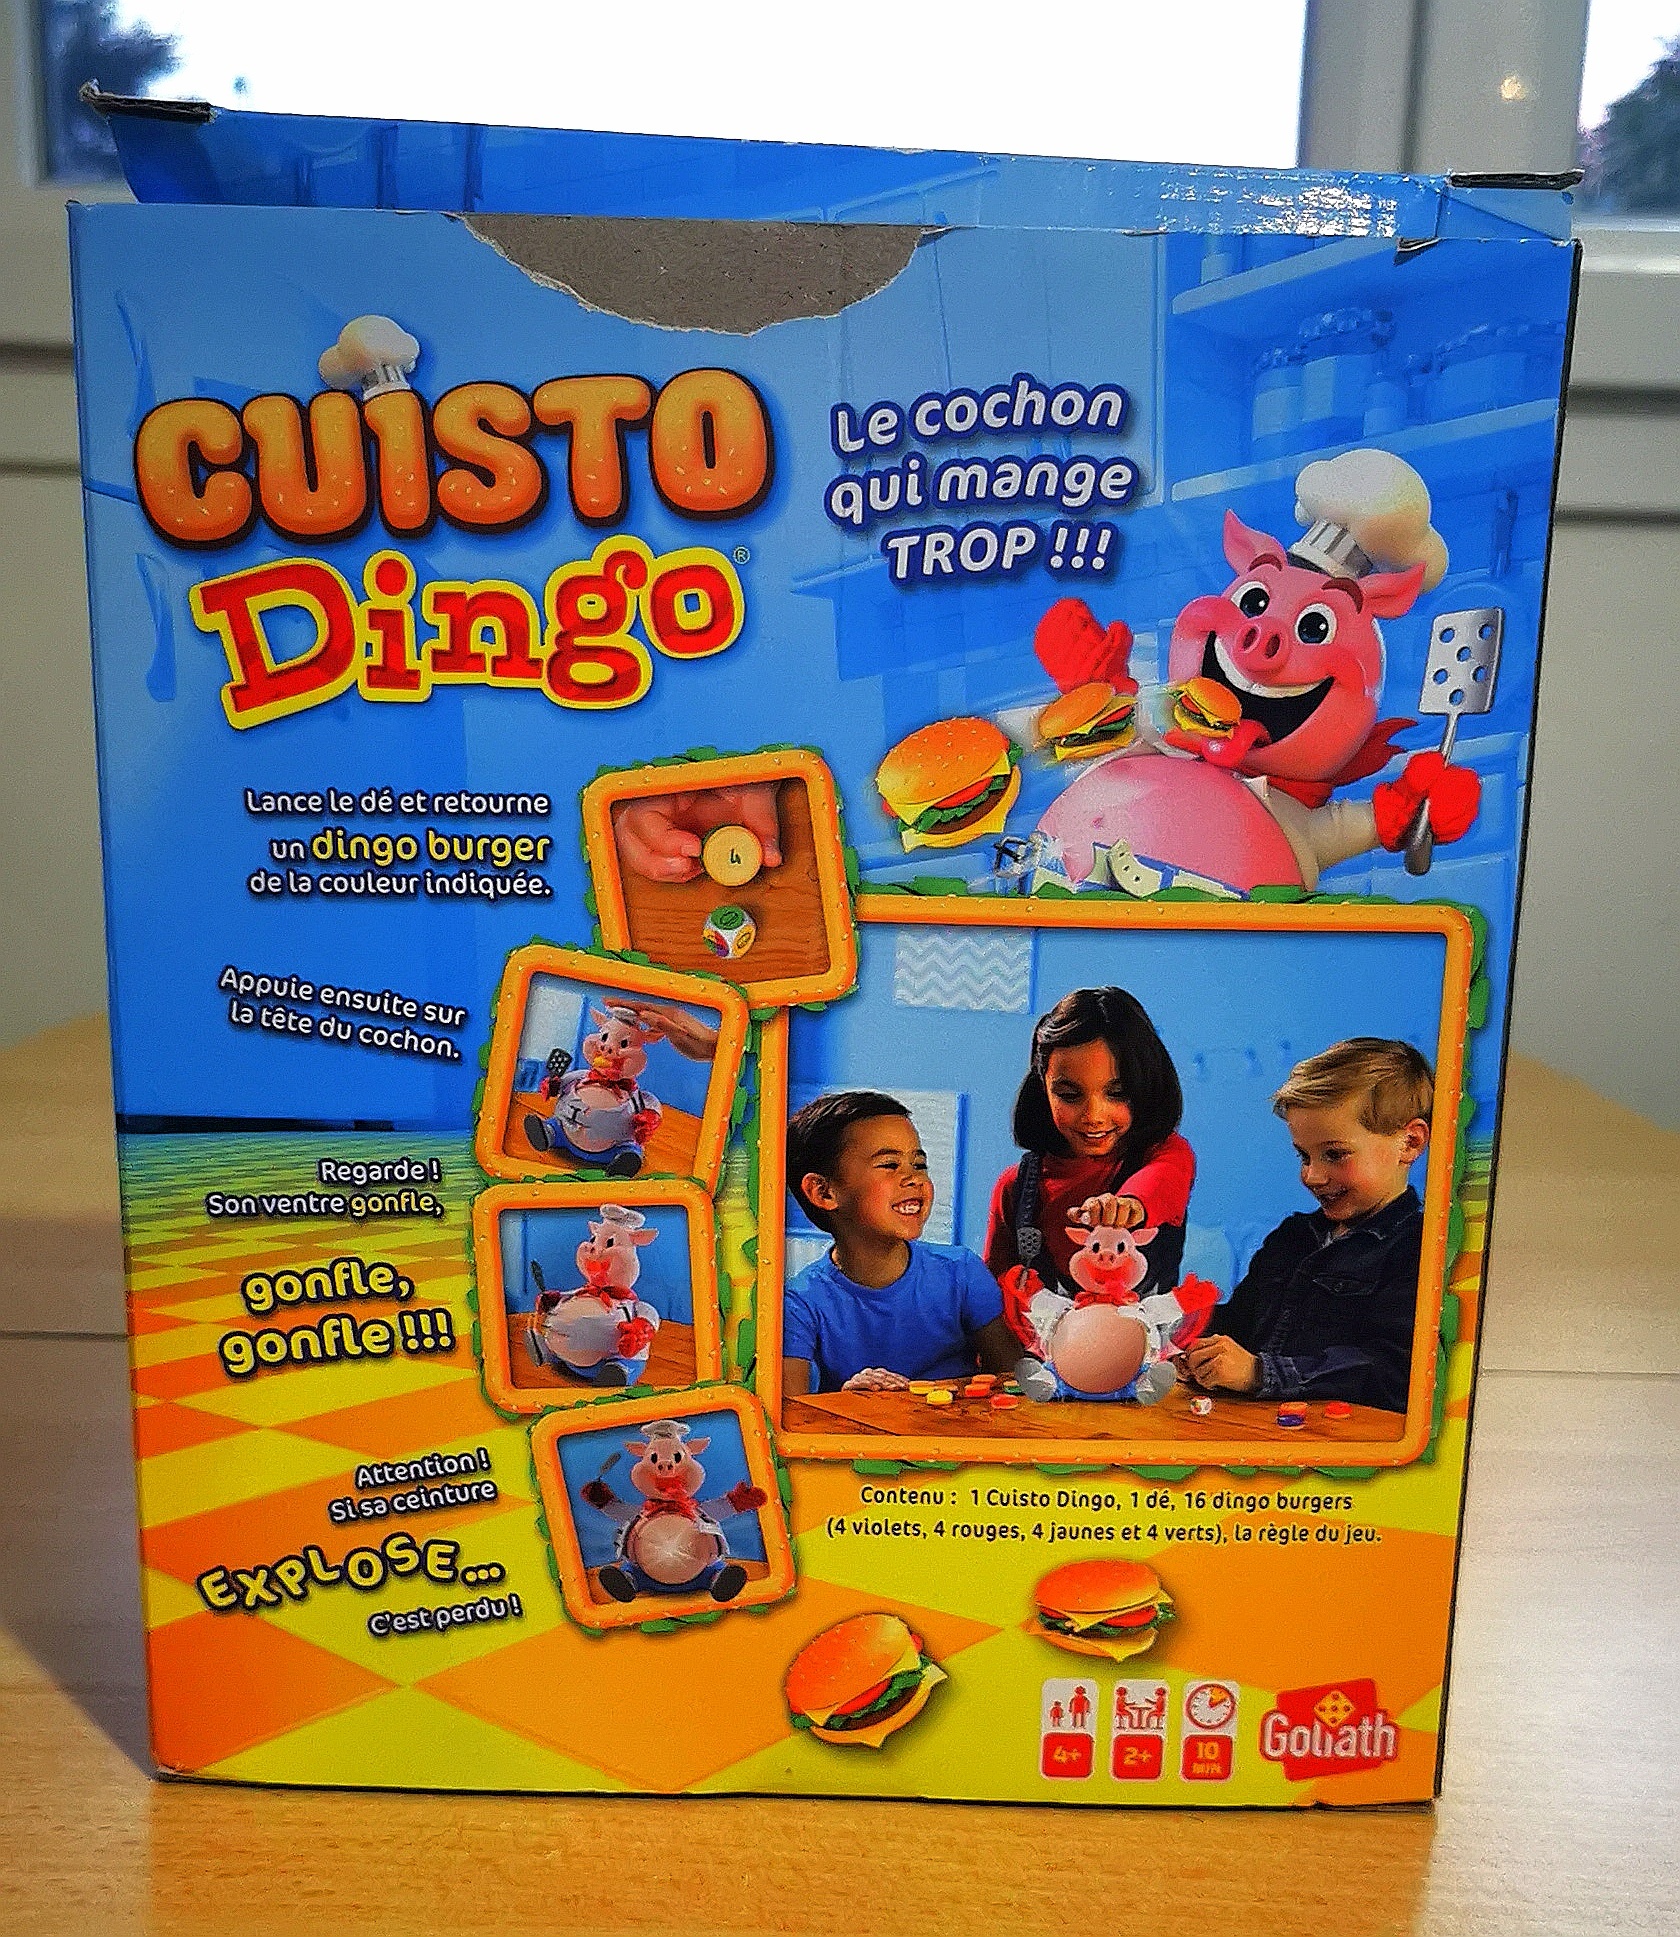 CUiSTO
Dingo®
Le cochon
qui mange
TROP !!!
Lance le dé et retourne
un dingo burger
de la couleur indiquée.
4
Appuie ensuite sur
la tête du cochon.
Regarde !
Son ventre gonfle,
gonfle,
gonfle !!!
Attention !
Si sa ceinture
EXPLOSE...
C'est perdu !
Contenu : 1 Cuisto Dingo, 1 dé, 16 dingo burgers
(4 violets, 4 rouges, 4 jaunes et 4 verts), la règle du jeu.
4+
2+
10
min
Goliath